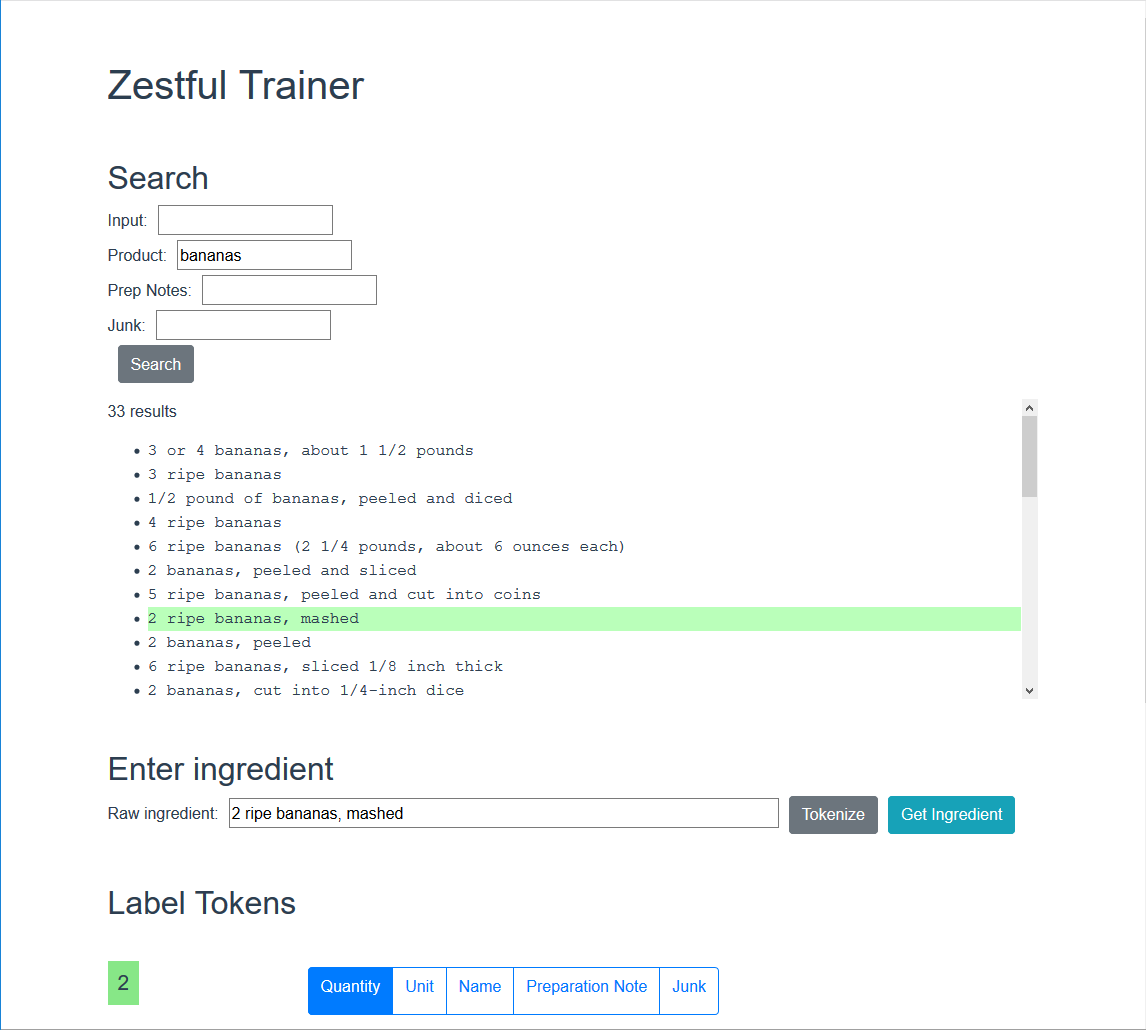 Zestful Trainer
Search
Input:
Product: bananas
Prep Notes:
Junk:
Search
33 results
3 or 4 bananas, about 1 1/2 pounds
3 ripe bananas
1/2 pound of bananas, peeled and diced
4 ripe bananas
6 ripe bananas (2 1/4 pounds, about 6 ounces each)
2 bananas, peeled and sliced
5 ripe bananas, peeled and cut into coins
2 ripe bananas, mashed
2 bananas, peeled
6 ripe bananas, sliced 1/8 inch thick
2 bananas, cut into 1/4-inch dice
Enter ingredient
Raw ingredient: 2 ripe bananas, mashed Tokenize Get Ingredient
Label Tokens
2 Quantity Unit Name Preparation Note Junk